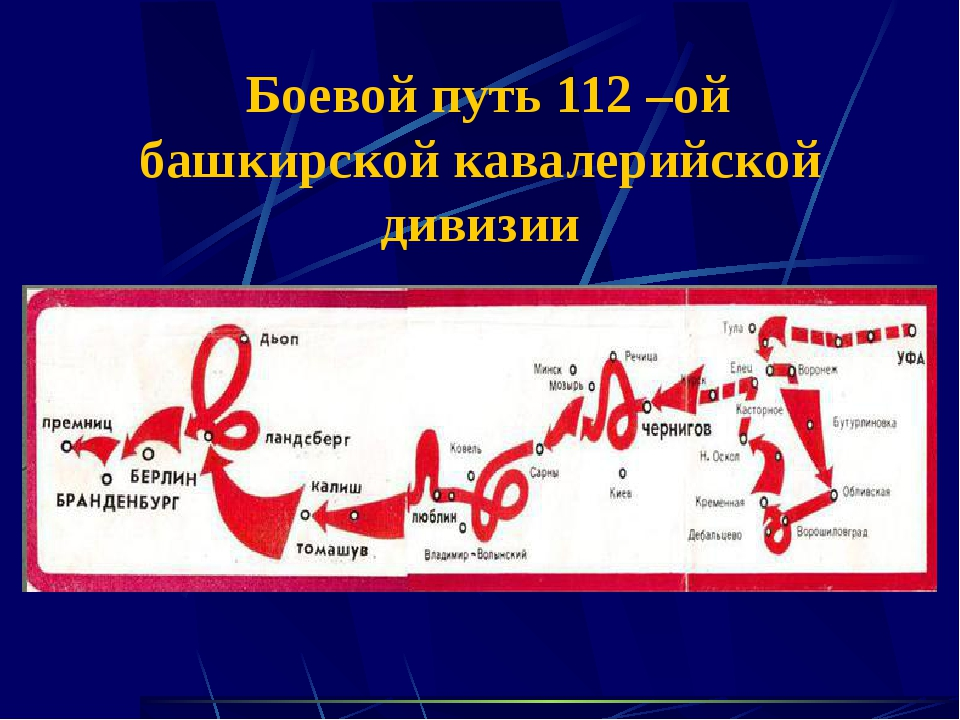 Боевой путь 112 –ой
башкирской кавалерийской
дивизии
Тула
УФА
дьоп
Речица
Минск
Мозырь
Елец
Воронеж
Курск
Касторное
Бутурлиновка
премниц
ландсберг
чернигов
Ковель
Н. Оскол
БЕРЛИН
Сарны
БРАНДЕНБУРГ
калиш
Киев
Кременная
Обливская
люблин
Дебальцево
Ворошиловград
томашув
Владимир-Волынский